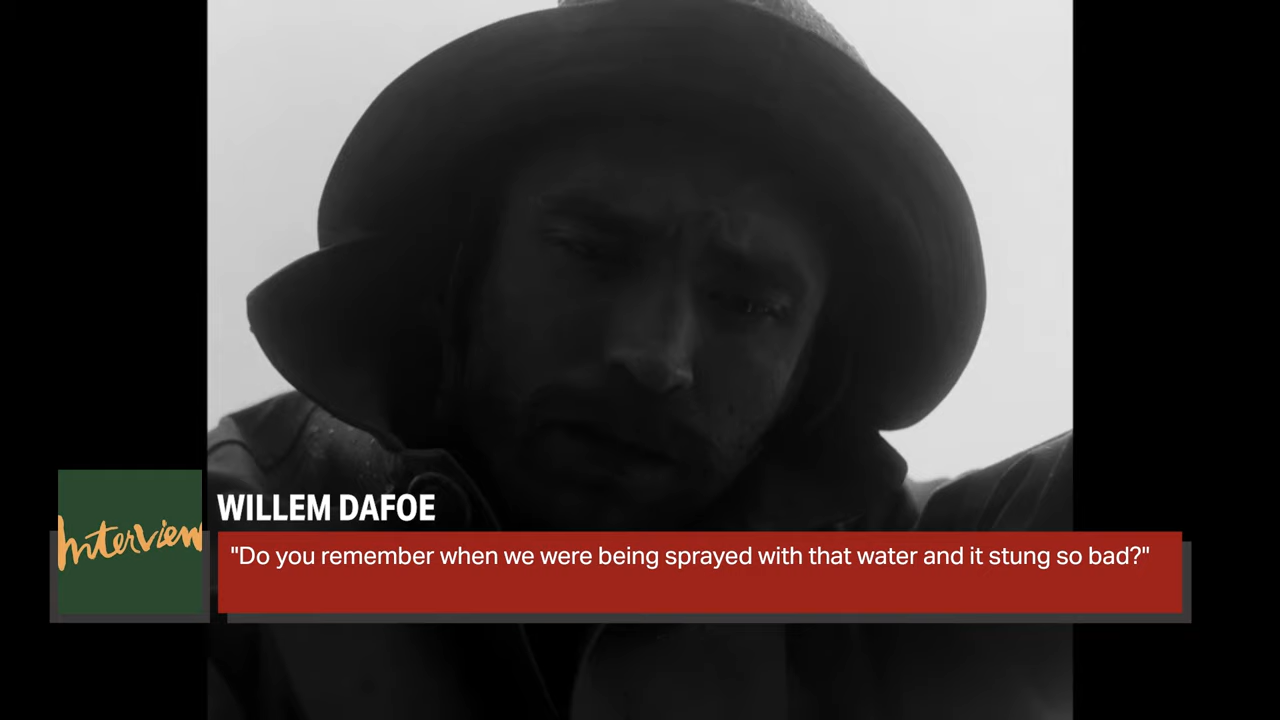 WILLEM DAFOE
Interview
"Do you remember when we were being sprayed with that water and it stung so bad?"